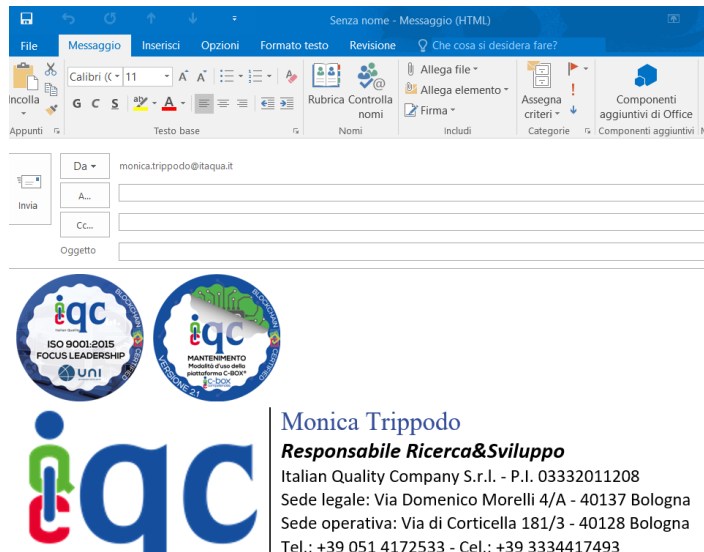 Senza nome - Messaggio (HTML)
File Messaggio Inserisci Opzioni Formato testo Revisione Che cosa si desidera fare?
Incolla
Calibri (C 11
G C S
Rubrica Controlla nomi
Allega file
Allega elemento
Firma
Assegna criteri
Componenti aggiuntivi di Office
Appunti Testo base Nomi Includi Categorie Componenti aggiuntivi
Invia
Da monica.trippodo@itaqua.it
A...
Cc...
Oggetto
iqc
ISO 9001:2015
FOCUS LEADERSHIP
UNI
BLOCKCHAIN CERTIFIED
iqc
MANTENIMENTO
Modalità d'uso della
piattaforma C-BOX®
c-box
VERSIONE 2.1
BLOCKCHAIN CERTIFIED
iqc
Monica Trippodo
Responsabile Ricerca&Sviluppo
Italian Quality Company S.r.l. - P.I. 03332011208
Sede legale: Via Domenico Morelli 4/A - 40137 Bologna
Sede operativa: Via di Corticella 181/3 - 40128 Bologna
Tel.: +39 051 4172533 - Cel.: +39 3334417493